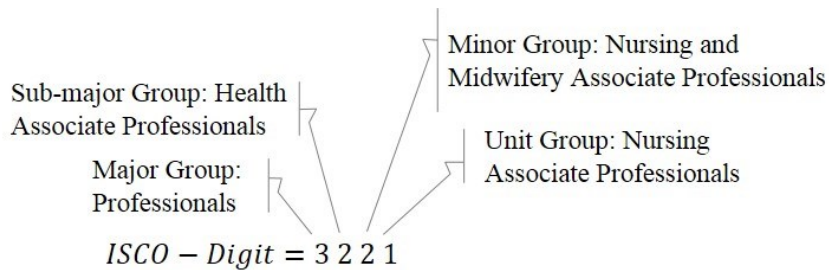 Minor Group: Nursing and
Midwifery Associate Professionals
Sub-major Group: Health
Associate Professionals
Unit Group: Nursing
Associate Professionals
Major Group:
Professionals
ISCO − Digit = 3 2 2 1